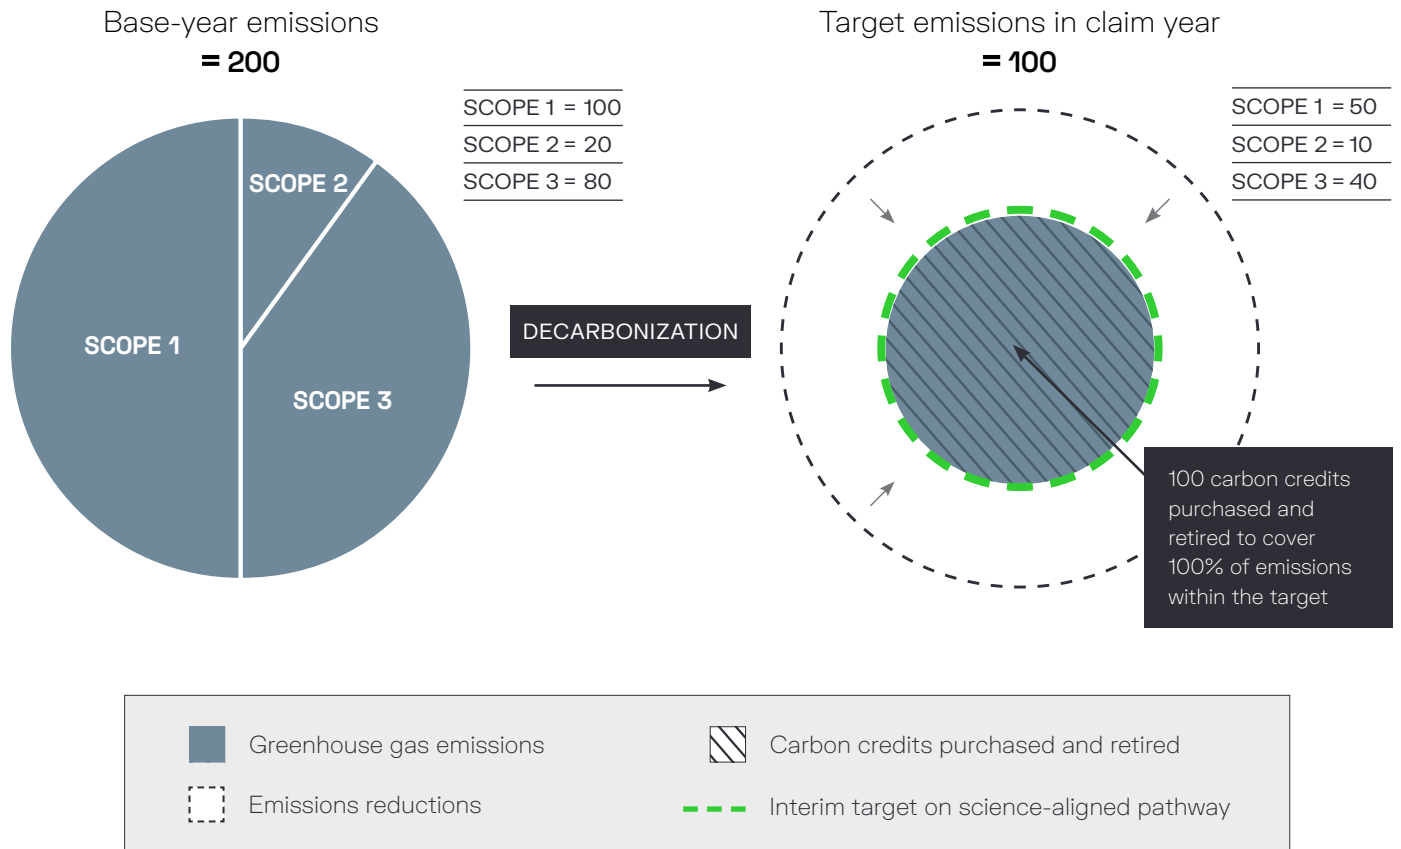 Base-year emissions
= 200
SCOPE 1 = 100
SCOPE 2 = 20
SCOPE 3 = 80
SCOPE 2
SCOPE 1
SCOPE 3
DECARBONIZATION
Target emissions in claim year
= 100
SCOPE 1 = 50
SCOPE 2 = 10
SCOPE 3 = 40
100 carbon credits
purchased and
retired to cover
100% of emissions
within the target
Greenhouse gas emissions
Carbon credits purchased and retired
Emissions reductions
Interim target on science-aligned pathway